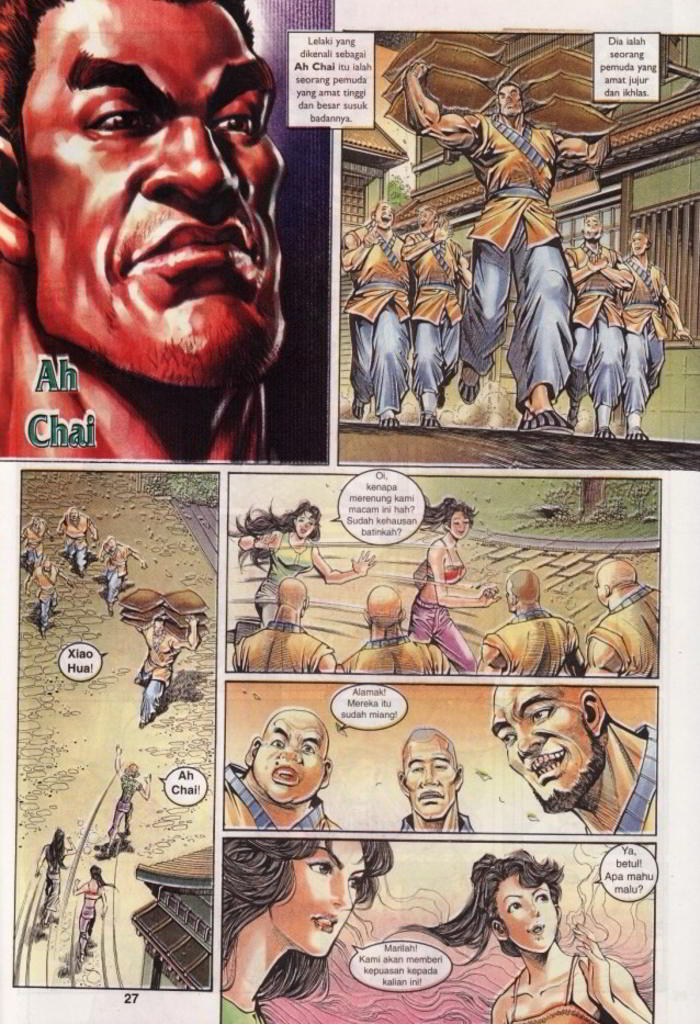 Lelaki yang
dikenali sebagai
Ah Chai itu ialah
seorang pemuda
yang amat tinggi
dan besar susuk
badannya.
Dia ialah
seorang
pemuda yang
amat jujur
dan ikhlas.
Ah
Chai
Xiao
Hua!
Ah
Chai!
Oi,
kenapa
merenung kami
macam ini hah?
Sudah kehausan
batinkah?
Alamak!
Mereka itu
sudah miang!
Ya,
betul!
Apa mahu
malu?
Marilah!
Kami akan memberi
kepuasan kepada
kalian ini!
27